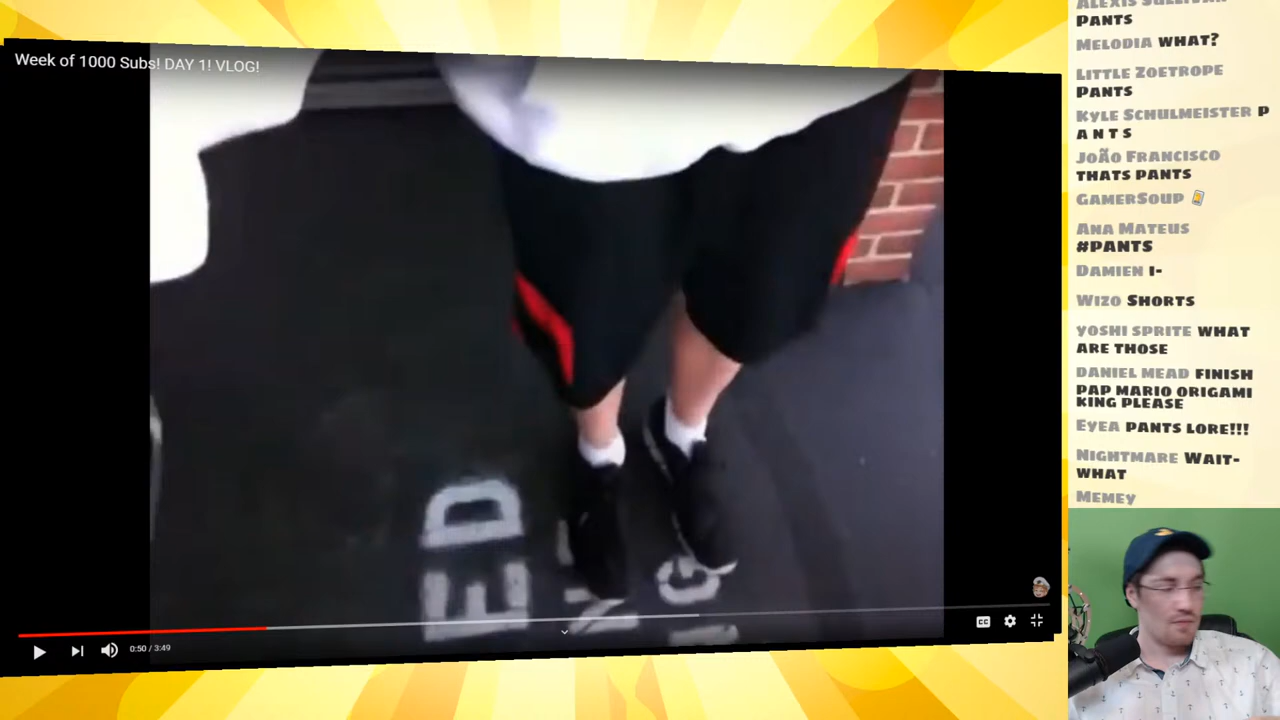 Week of 1000 Subs! DAY 1! VLOG!
ED
G
0:50 / 3:49
CC
PANTS
MELODIA WHAT?
LITTLE ZOETROPE
PANTS
KYLE SCHULMEISTER P
A N T S
JOÃO FRANCISCO
THATS PANTS
GAMERSOUP
ANA MATEUS
#PANTS
DAMIEN I-
WIZO SHORTS
YOSHI SPRITE WHAT
ARE THOSE
DANIEL MEAD FINISH
PAP MARIO ORIGAMI
KING PLEASE
EYEA PANTS LORE!!!
NIGHTMARE WAIT-
WHAT
MEMEY